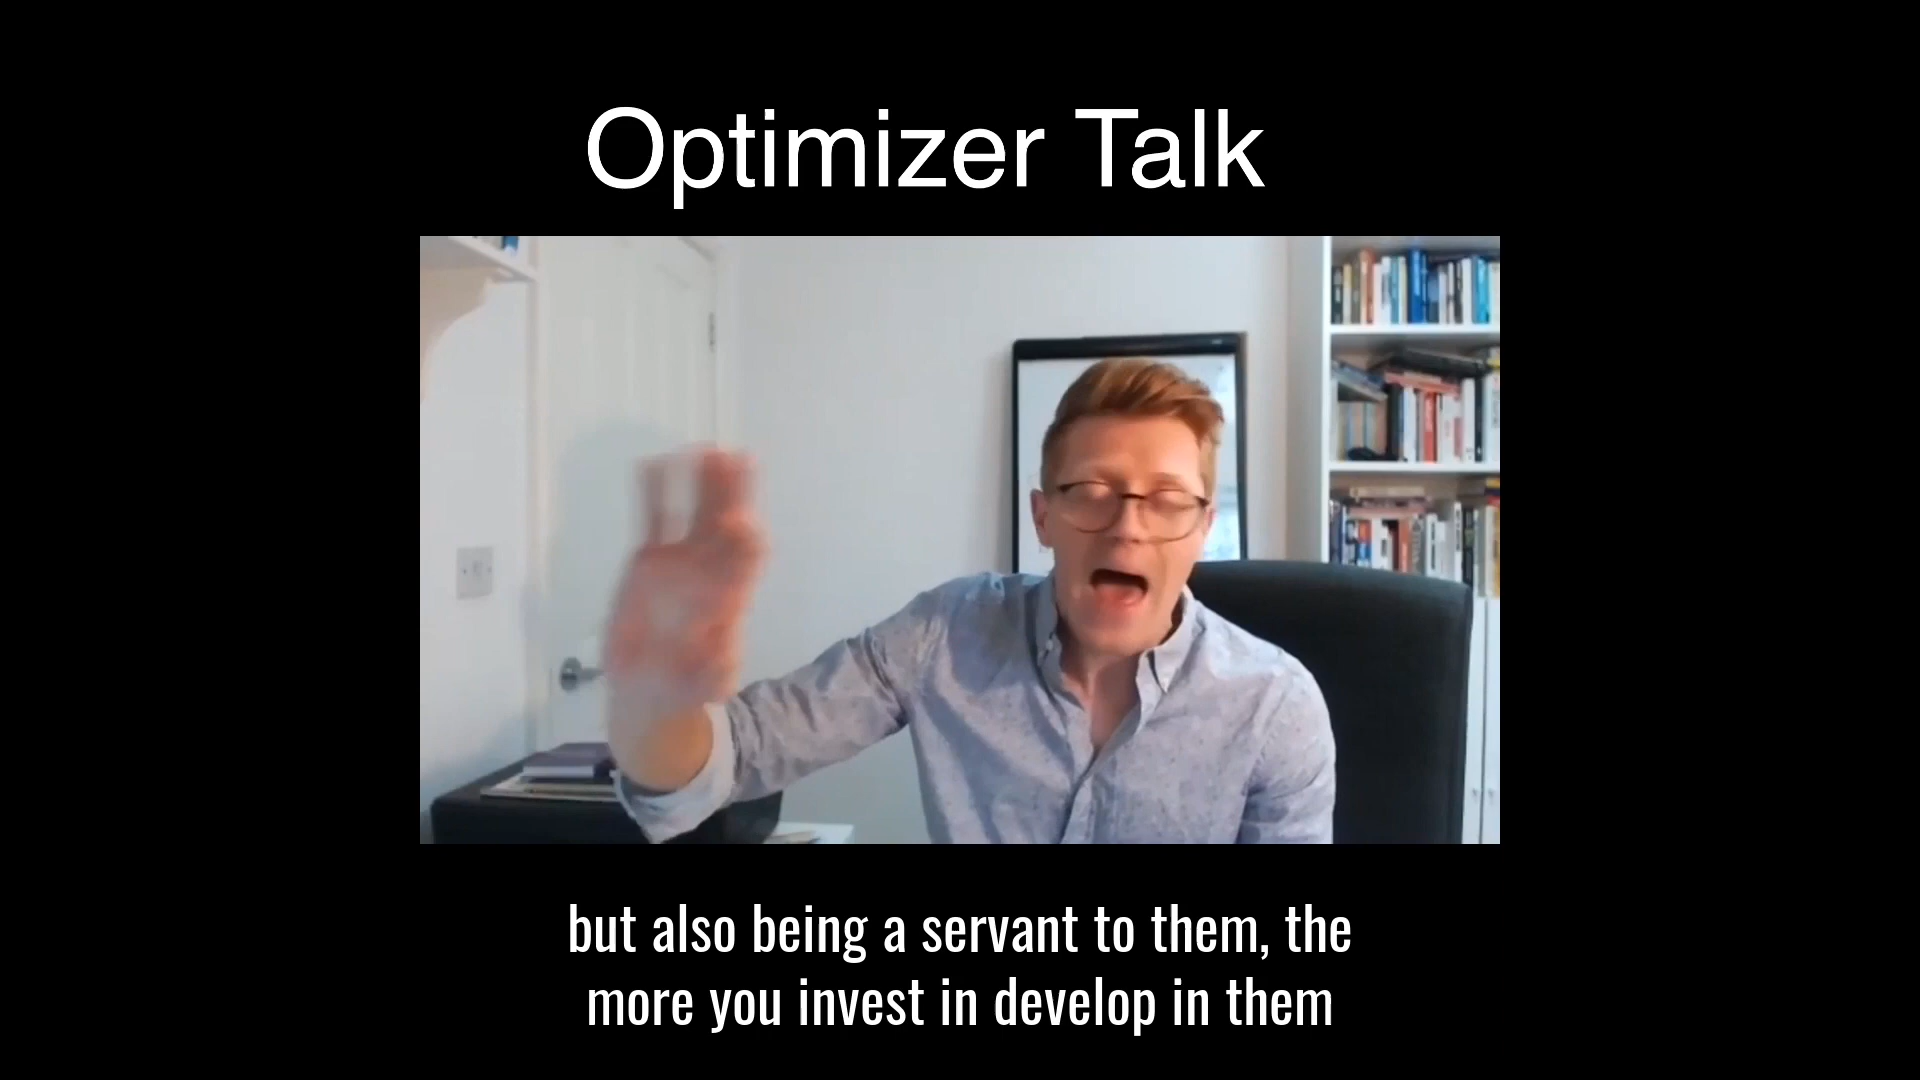 Optimizer Talk
but also being a servant to them, the
more you invest in develop in them